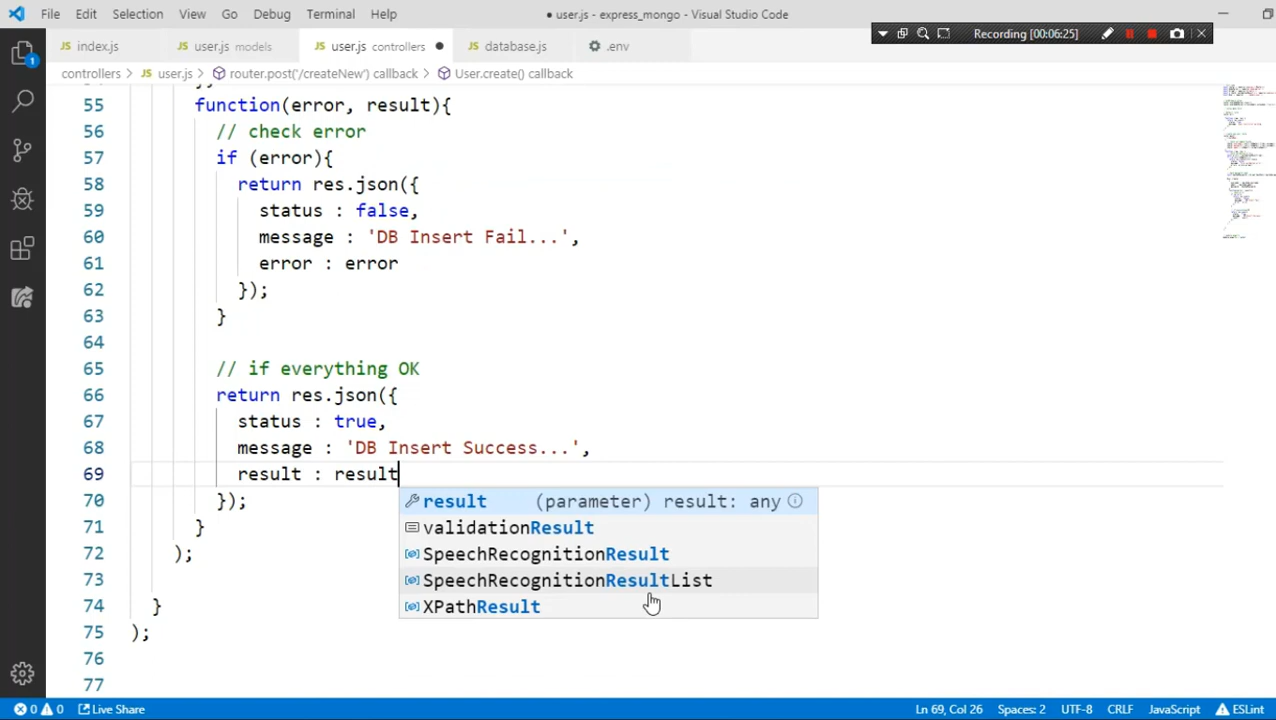 File Edit Selection View Go Debug Terminal Help ● user.js - express_mongo - Visual Studio Code
Recording [00:06:25]
JS index.js JS user.js models JS user.js controllers ● JS database.js .env
controllers > JS user.js > router.post('/createNew') callback > User.create() callback
55 function(error, result){
56 // check error
57 if (error){
58 return res.json({
59 status : false,
60 message : 'DB Insert Fail...',
61 error : error
62 });
63 }
64
65 // if everything OK
66 return res.json({
67 status : true,
68 message : 'DB Insert Success...',
69 result : result
result (parameter) result: any
70 });
validationResult
71 }
72 );
SpeechRecognitionResult
73
SpeechRecognitionResultList
74 }
XPathResult
75 );
76
77
1
0 0 Live Share Ln 69, Col 26 Spaces: 2 UTF-8 CRLF JavaScript ESLint